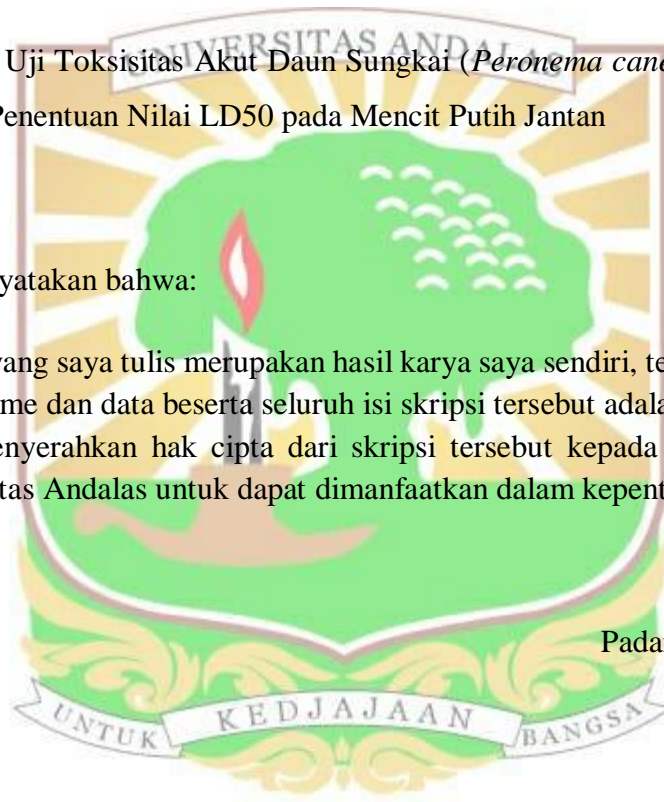 UNIVERSITAS ANDALAS
Uji Toksisitas Akut Daun Sungkai (Peronema cane
Penentuan Nilai LD50 pada Mencit Putih Jantan
yatakan bahwa:
yang saya tulis merupakan hasil karya saya sendiri, te
me dan data beserta seluruh isi skripsi tersebut adala
enyerahkan hak cipta dari skripsi tersebut kepada
tas Andalas untuk dapat dimanfaatkan dalam kepent
Pada
UNTUK KEDJAJAAN BANGSA